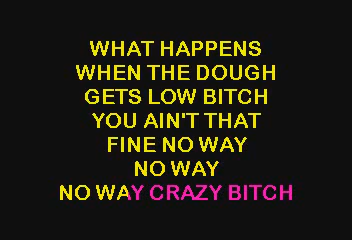 WHAT HAPPENS
WHEN THE DOUGH
GETS LOW BITCH
YOU AIN'T THAT
FINE NO WAY
NO WAY
NO WAY CRAZY BITCH